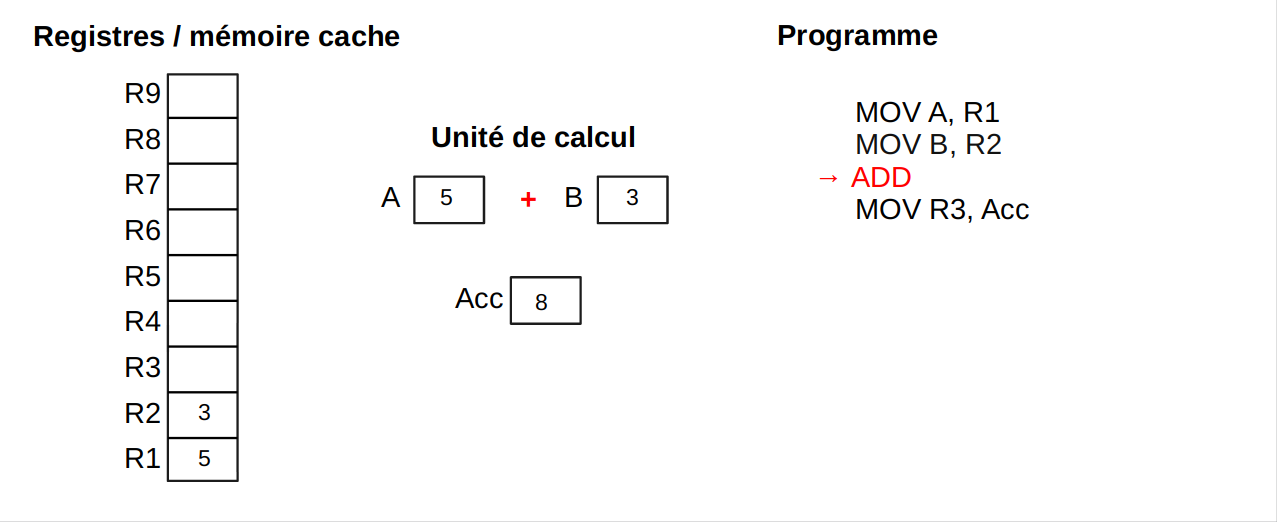 Registres / mémoire cache
R9
R8
R7
R6
R5
R4
R3
R2 3
R1 5
Unité de calcul
A 5 + B 3
Acc 8
Programme
MOV A, R1
MOV B, R2
→ ADD
MOV R3, Acc